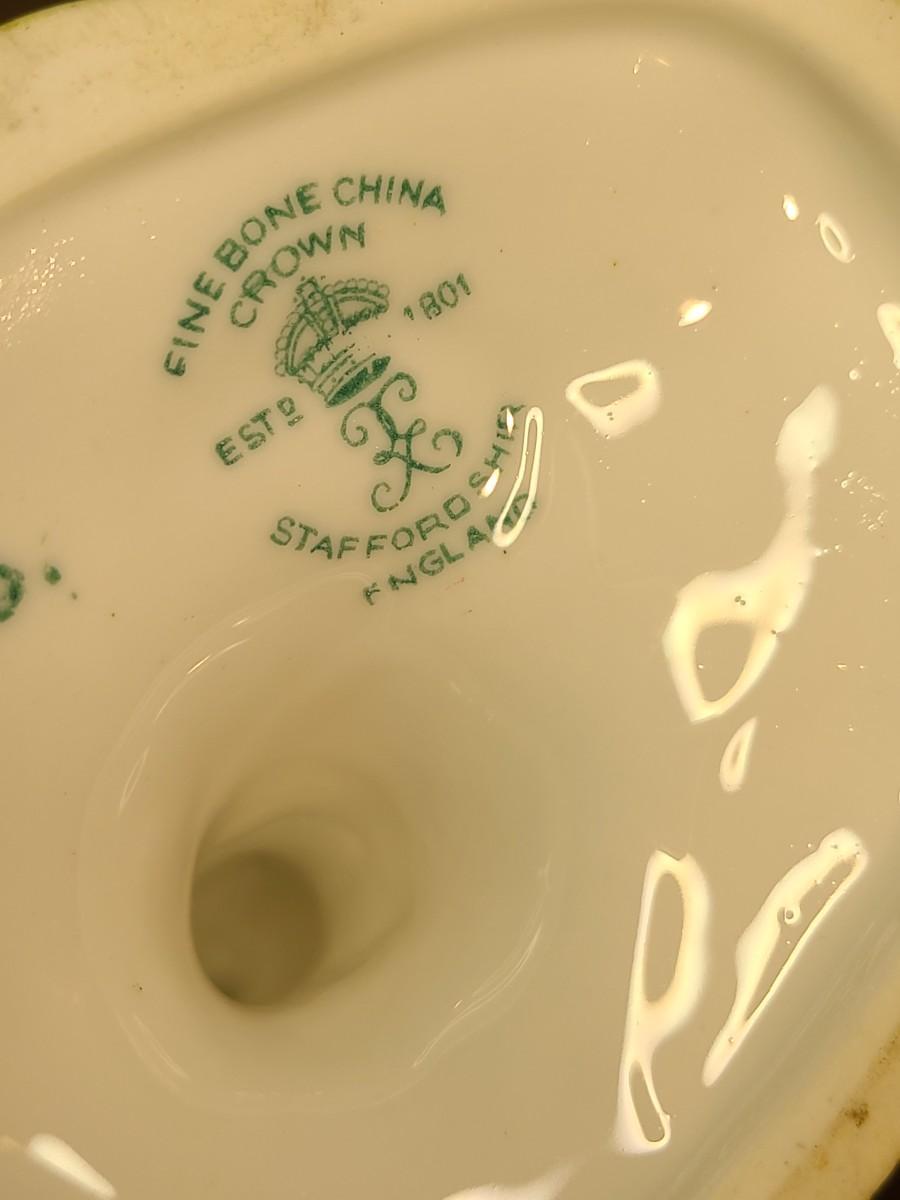 FINE BONE CHINA
CROWN
ESTD 1801
STAFFORDSHIRE
ENGLAND